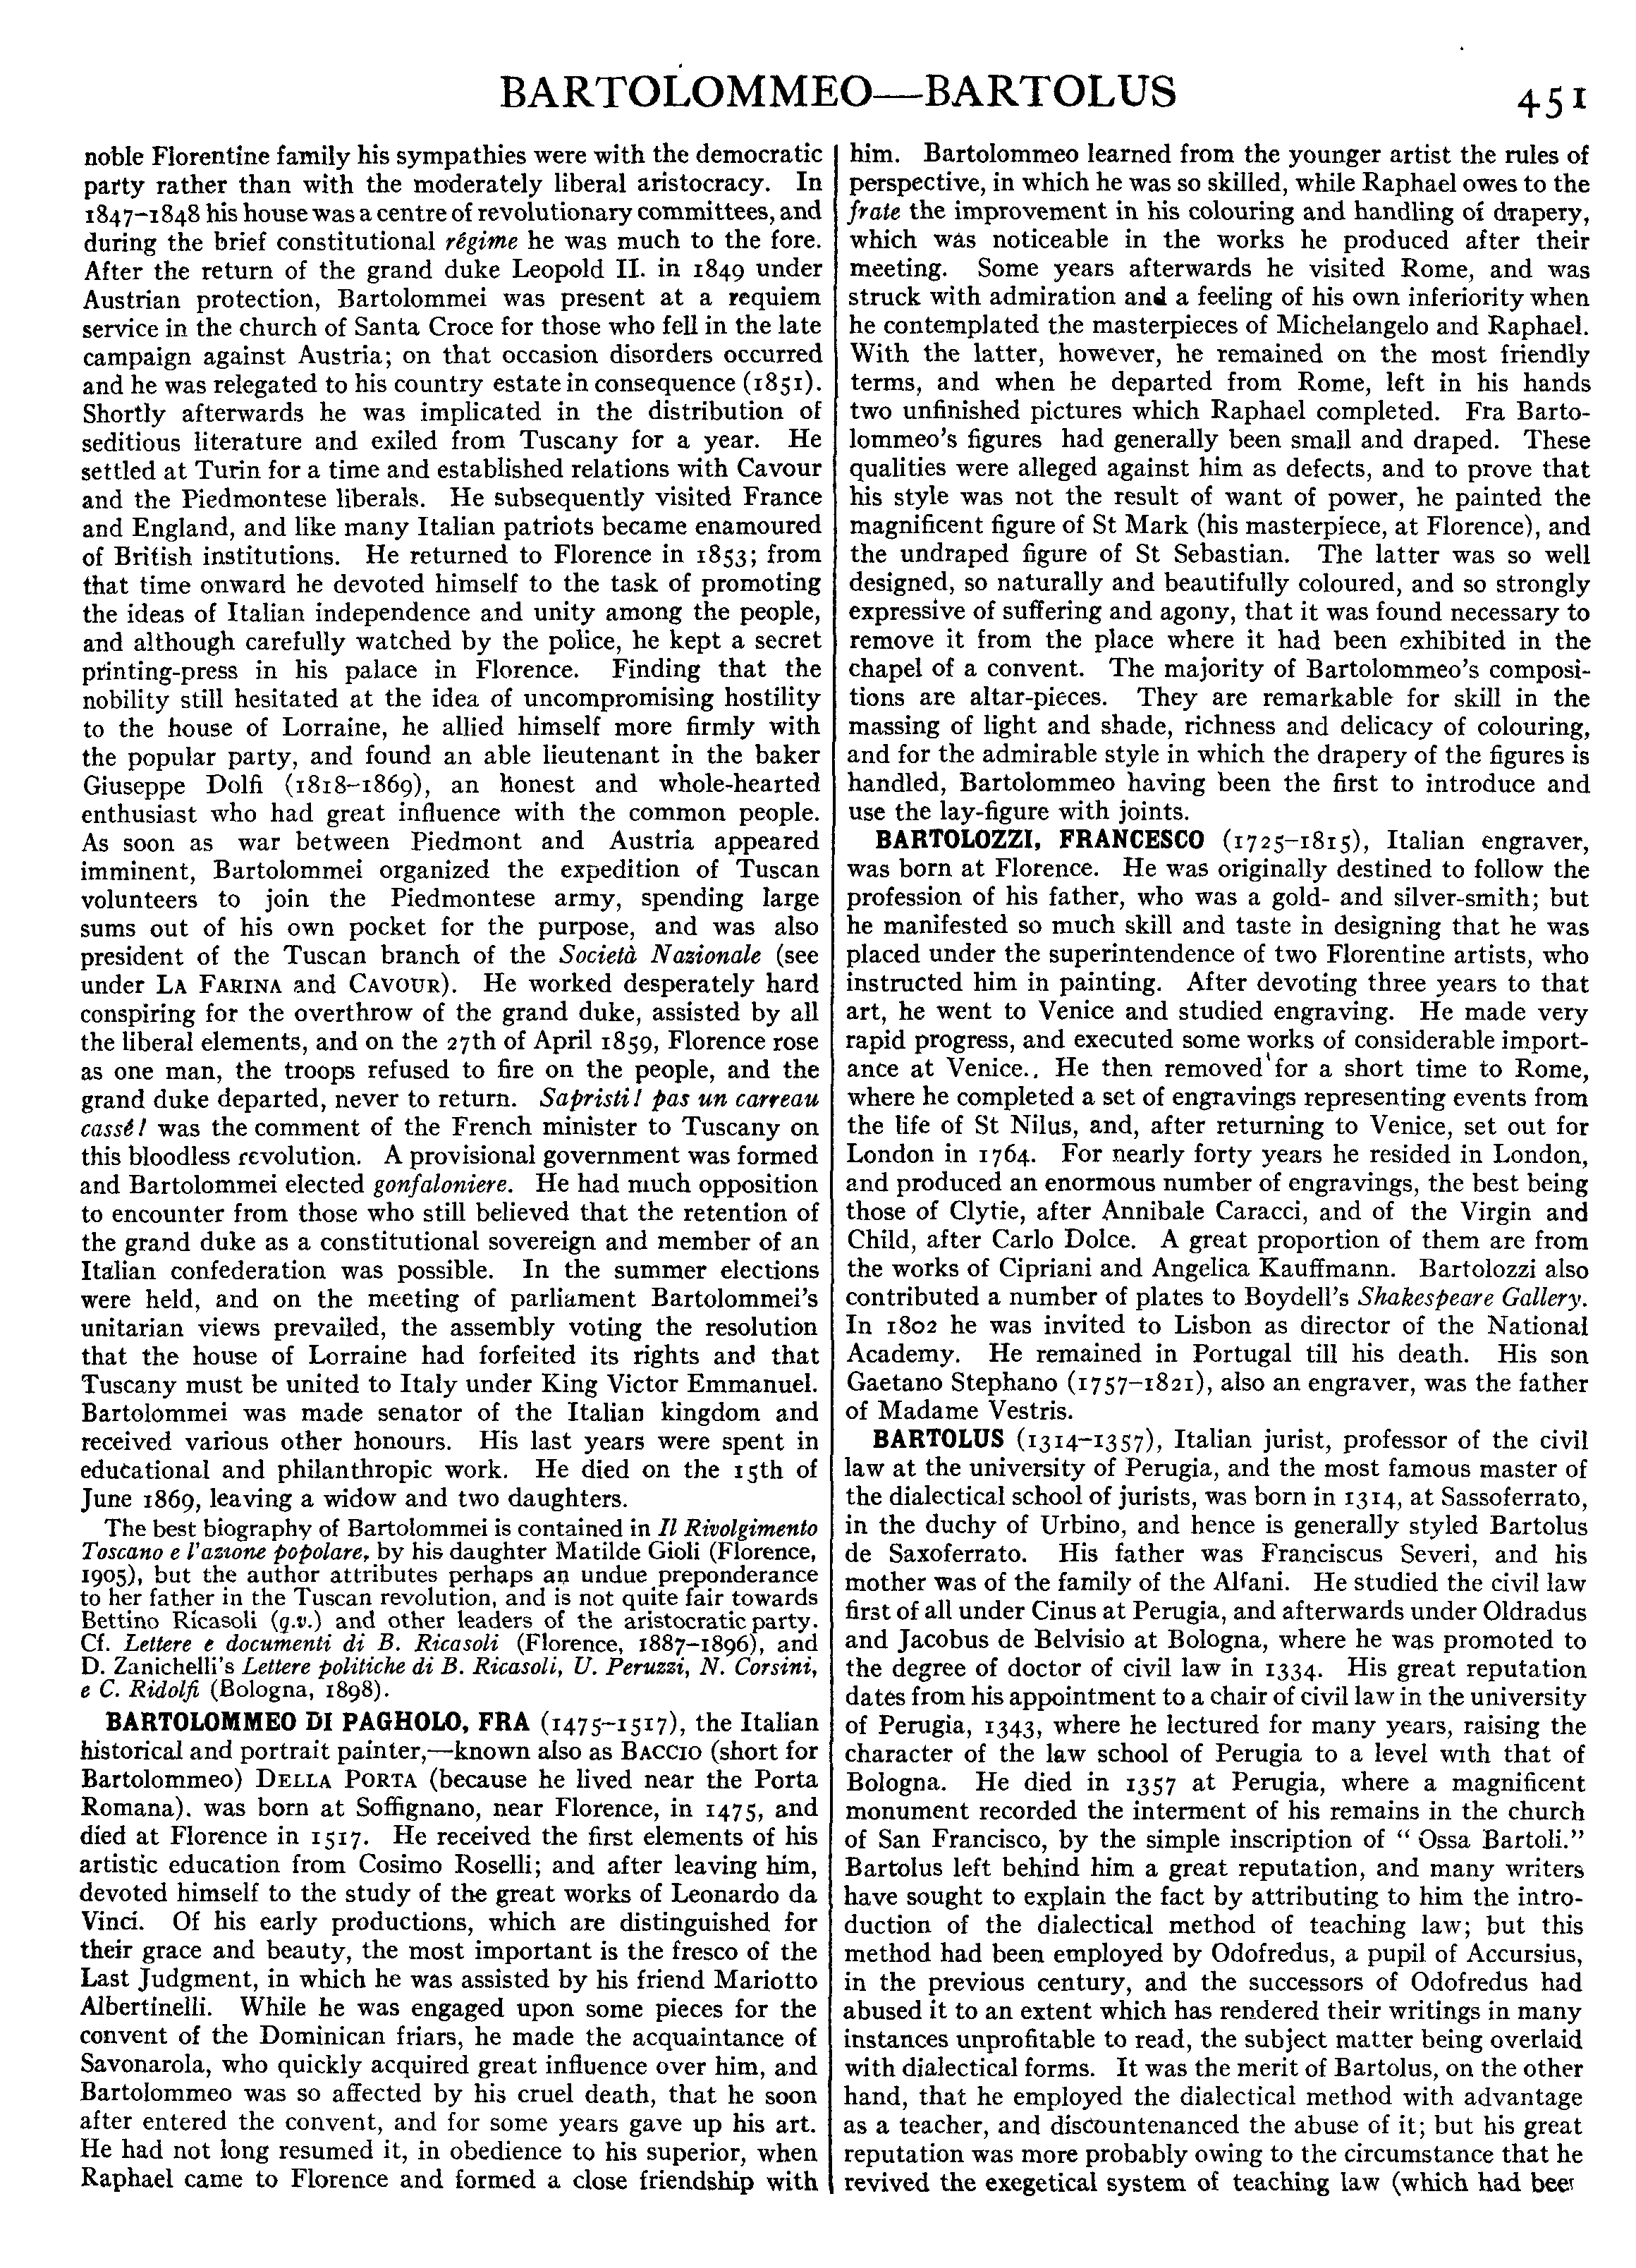 BARTOLOMMEO—BARTOLUS
451
noble Florentine family his sympathies were with the democratic
party rather than with the moderately liberal aristocracy. In
1847–1848 his house was a centre of revolutionary committees, and
during the brief constitutional régime he was much to the fore.
After the return of the grand duke Leopold II. in 1849 under
Austrian protection, Bartolommei was present at a requiem
service in the church of Santa Croce for those who fell in the late
campaign against Austria; on that occasion disorders occurred
and he was relegated to his country estate in consequence (1851).
Shortly afterwards he was implicated in the distribution of
seditious literature and exiled from Tuscany for a year. He
settled at Turin for a time and established relations with Cavour
and the Piedmontese liberals. He subsequently visited France
and England, and like many Italian patriots became enamoured
of British institutions. He returned to Florence in 1853; from
that time onward he devoted himself to the task of promoting
the ideas of Italian independence and unity among the people,
and although carefully watched by the police, he kept a secret
printing-press in his palace in Florence. Finding that the
nobility still hesitated at the idea of uncompromising hostility
to the house of Lorraine, he allied himself more firmly with
the popular party, and found an able lieutenant in the baker
Giuseppe Dolfi (1818–1869), an honest and whole-hearted
enthusiast who had great influence with the common people.
As soon as war between Piedmont and Austria appeared
imminent, Bartolommei organized the expedition of Tuscan
volunteers to join the Piedmontese army, spending large
sums out of his own pocket for the purpose, and was also
president of the Tuscan branch of the Società Nazionale (see
under LA FARINA and CAVOUR). He worked desperately hard
conspiring for the overthrow of the grand duke, assisted by all
the liberal elements, and on the 27th of April 1859, Florence rose
as one man, the troops refused to fire on the people, and the
grand duke departed, never to return. Sapristi! pas un carreau
cassé! was the comment of the French minister to Tuscany on
this bloodless revolution. A provisional government was formed
and Bartolommei elected gonfaloniere. He had much opposition
to encounter from those who still believed that the retention of
the grand duke as a constitutional sovereign and member of an
Italian confederation was possible. In the summer elections
were held, and on the meeting of parliament Bartolommei's
unitarian views prevailed, the assembly voting the resolution
that the house of Lorraine had forfeited its rights and that
Tuscany must be united to Italy under King Victor Emmanuel.
Bartolommei was made senator of the Italian kingdom and
received various other honours. His last years were spent in
educational and philanthropic work. He died on the 15th of
June 1869, leaving a widow and two daughters.
The best biography of Bartolommei is contained in Il Rivolgimento
Toscano e l'azione popolare, by his daughter Matilde Gioli (Florence,
1905), but the author attributes perhaps an undue preponderance
to her father in the Tuscan revolution, and is not quite fair towards
Bettino Ricasoli (q.v.) and other leaders of the aristocratic party.
Cf. Lettere e documenti di B. Ricasoli (Florence, 1887–1896), and
D. Zanichelli's Lettere politiche di B. Ricasoli, U. Peruzzi, N. Corsini,
e C. Ridolfi (Bologna, 1898).
BARTOLOMMEO DI PAGHOLO, FRA (1475–1517), the Italian
historical and portrait painter,—known also as BACCIO (short for
Bartolommeo) DELLA PORTA (because he lived near the Porta
Romana). was born at Soffignano, near Florence, in 1475, and
died at Florence in 1517. He received the first elements of his
artistic education from Cosimo Roselli; and after leaving him,
devoted himself to the study of the great works of Leonardo da
Vinci. Of his early productions, which are distinguished for
their grace and beauty, the most important is the fresco of the
Last Judgment, in which he was assisted by his friend Mariotto
Albertinelli. While he was engaged upon some pieces for the
convent of the Dominican friars, he made the acquaintance of
Savonarola, who quickly acquired great influence over him, and
Bartolommeo was so affected by his cruel death, that he soon
after entered the convent, and for some years gave up his art.
He had not long resumed it, in obedience to his superior, when
Raphael came to Florence and formed a close friendship with
him. Bartolommeo learned from the younger artist the rules of
perspective, in which he was so skilled, while Raphael owes to the
frate the improvement in his colouring and handling of drapery,
which was noticeable in the works he produced after their
meeting. Some years afterwards he visited Rome, and was
struck with admiration and a feeling of his own inferiority when
he contemplated the masterpieces of Michelangelo and Raphael.
With the latter, however, he remained on the most friendly
terms, and when he departed from Rome, left in his hands
two unfinished pictures which Raphael completed. Fra Barto-
lommeo's figures had generally been small and draped. These
qualities were alleged against him as defects, and to prove that
his style was not the result of want of power, he painted the
magnificent figure of St Mark (his masterpiece, at Florence), and
the undraped figure of St Sebastian. The latter was so well
designed, so naturally and beautifully coloured, and so strongly
expressive of suffering and agony, that it was found necessary to
remove it from the place where it had been exhibited in the
chapel of a convent. The majority of Bartolommeo's composi-
tions are altar-pieces. They are remarkable for skill in the
massing of light and shade, richness and delicacy of colouring,
and for the admirable style in which the drapery of the figures is
handled, Bartolommeo having been the first to introduce and
use the lay-figure with joints.
BARTOLOZZI, FRANCESCO (1725–1815), Italian engraver,
was born at Florence. He was originally destined to follow the
profession of his father, who was a gold- and silver-smith; but
he manifested so much skill and taste in designing that he was
placed under the superintendence of two Florentine artists, who
instructed him in painting. After devoting three years to that
art, he went to Venice and studied engraving. He made very
rapid progress, and executed some works of considerable import-
ance at Venice.. He then removed for a short time to Rome,
where he completed a set of engravings representing events from
the life of St Nilus, and, after returning to Venice, set out for
London in 1764. For nearly forty years he resided in London,
and produced an enormous number of engravings, the best being
those of Clytie, after Annibale Caracci, and of the Virgin and
Child, after Carlo Dolce. A great proportion of them are from
the works of Cipriani and Angelica Kauffmann. Bartolozzi also
contributed a number of plates to Boydell's Shakespeare Gallery.
In 1802 he was invited to Lisbon as director of the National
Academy. He remained in Portugal till his death. His son
Gaetano Stephano (1757–1821), also an engraver, was the father
of Madame Vestris.
BARTOLUS (1314–1357), Italian jurist, professor of the civil
law at the university of Perugia, and the most famous master of
the dialectical school of jurists, was born in 1314, at Sassoferrato,
in the duchy of Urbino, and hence is generally styled Bartolus
de Saxoferrato. His father was Franciscus Severi, and his
mother was of the family of the Alfani. He studied the civil law
first of all under Cinus at Perugia, and afterwards under Oldradus
and Jacobus de Belvisio at Bologna, where he was promoted to
the degree of doctor of civil law in 1334. His great reputation
dates from his appointment to a chair of civil law in the university
of Perugia, 1343, where he lectured for many years, raising the
character of the law school of Perugia to a level with that of
Bologna. He died in 1357 at Perugia, where a magnificent
monument recorded the interment of his remains in the church
of San Francisco, by the simple inscription of “ Ossa Bartoli.”
Bartolus left behind him a great reputation, and many writers
have sought to explain the fact by attributing to him the intro-
duction of the dialectical method of teaching law; but this
method had been employed by Odofredus, a pupil of Accursius,
in the previous century, and the successors of Odofredus had
abused it to an extent which has rendered their writings in many
instances unprofitable to read, the subject matter being overlaid
with dialectical forms. It was the merit of Bartolus, on the other
hand, that he employed the dialectical method with advantage
as a teacher, and discountenanced the abuse of it; but his great
reputation was more probably owing to the circumstance that he
revived the exegetical system of teaching law (which had been